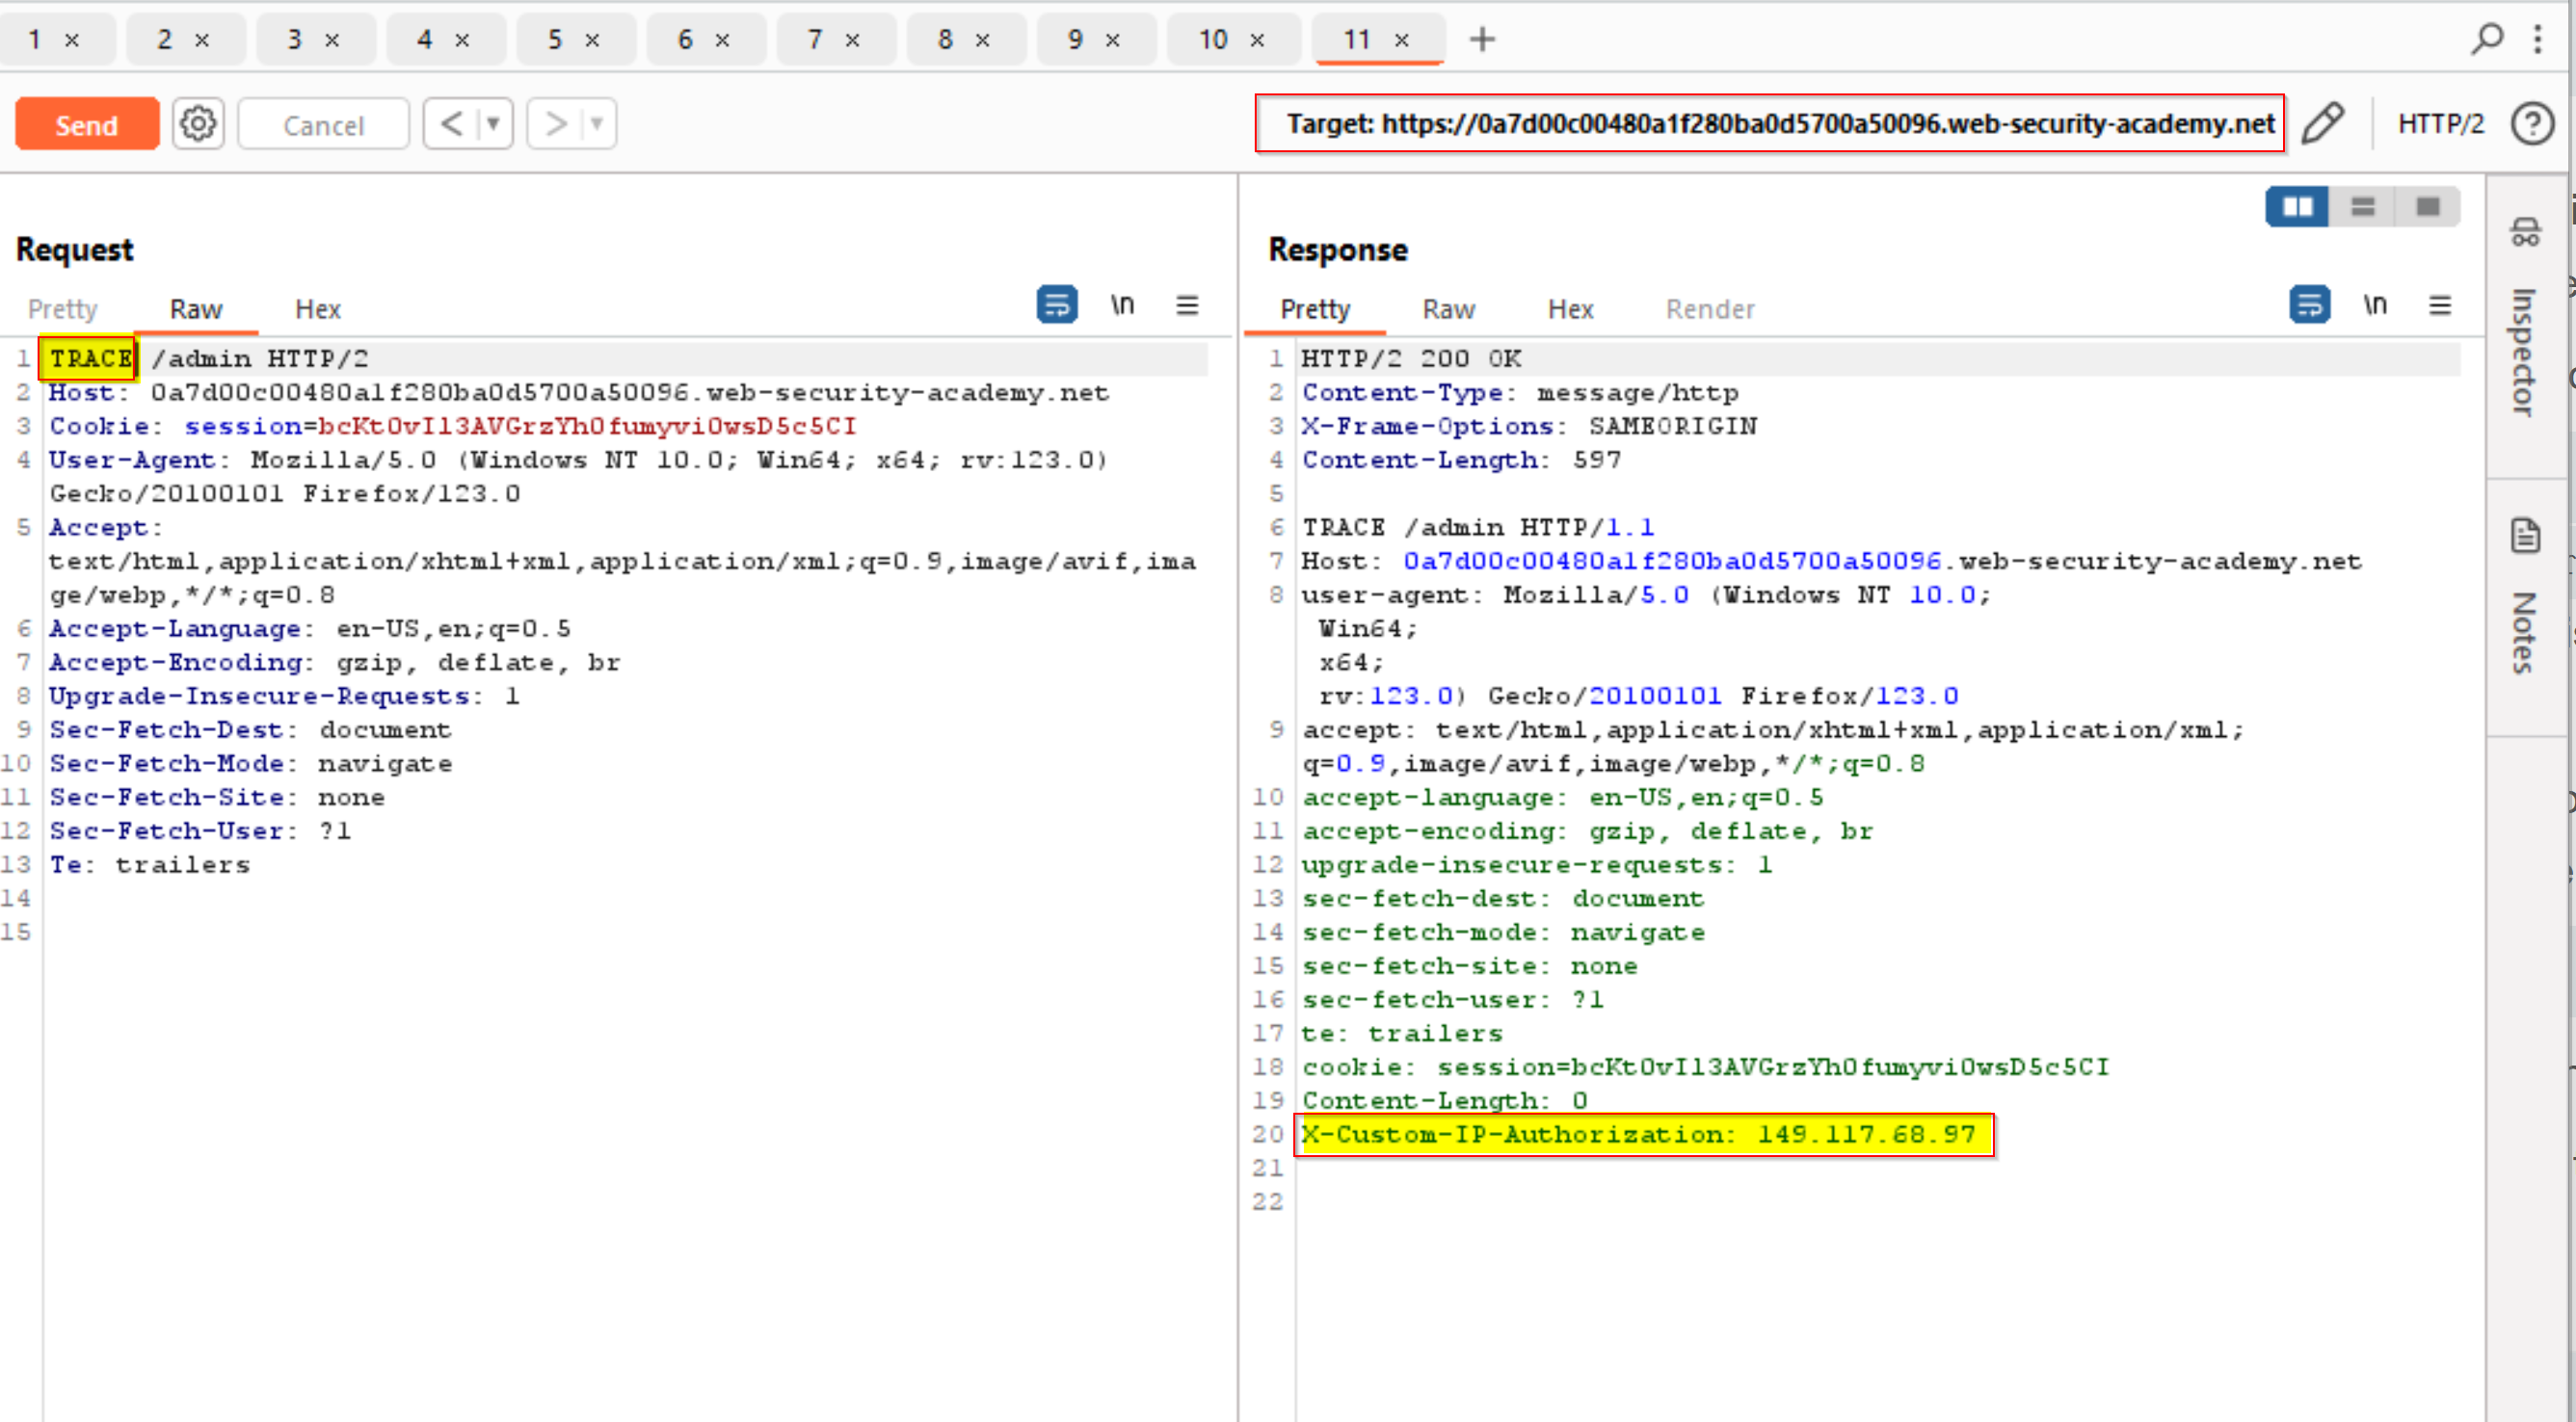 1 × 2 × 3 × 4 × 5 × 6 × 7 × 8 × 9 × 10 × 11 × +
Send Cancel < > Target: https://0a7d00c00480a1f280ba0d5700a50096.web-security-academy.net HTTP/2 ?
Request
Pretty Raw Hex \n
1 TRACE /admin HTTP/2
2 Host: 0a7d00c00480a1f280ba0d5700a50096.web-security-academy.net
3 Cookie: session=bcKt0vIl3AVGrzYh0fumyvi0wsD5c5CI
4 User-Agent: Mozilla/5.0 (Windows NT 10.0; Win64; x64; rv:123.0)
Gecko/20100101 Firefox/123.0
5 Accept:
text/html,application/xhtml+xml,application/xml;q=0.9,image/avif,ima
ge/webp,*/*;q=0.8
6 Accept-Language: en-US,en;q=0.5
7 Accept-Encoding: gzip, deflate, br
8 Upgrade-Insecure-Requests: 1
9 Sec-Fetch-Dest: document
10 Sec-Fetch-Mode: navigate
11 Sec-Fetch-Site: none
12 Sec-Fetch-User: ?1
13 Te: trailers
14
15
Response
Pretty Raw Hex Render \n
1 HTTP/2 200 OK
2 Content-Type: message/http
3 X-Frame-Options: SAMEORIGIN
4 Content-Length: 597
5
6 TRACE /admin HTTP/1.1
7 Host: 0a7d00c00480a1f280ba0d5700a50096.web-security-academy.net
8 user-agent: Mozilla/5.0 (Windows NT 10.0;
Win64;
x64;
rv:123.0) Gecko/20100101 Firefox/123.0
9 accept: text/html,application/xhtml+xml,application/xml;
q=0.9,image/avif,image/webp,*/*;q=0.8
10 accept-language: en-US,en;q=0.5
11 accept-encoding: gzip, deflate, br
12 upgrade-insecure-requests: 1
13 sec-fetch-dest: document
14 sec-fetch-mode: navigate
15 sec-fetch-site: none
16 sec-fetch-user: ?1
17 te: trailers
18 cookie: session=bcKt0vIl3AVGrzYh0fumyvi0wsD5c5CI
19 Content-Length: 0
20 X-Custom-IP-Authorization: 149.117.68.97
21
22
Inspector
Notes